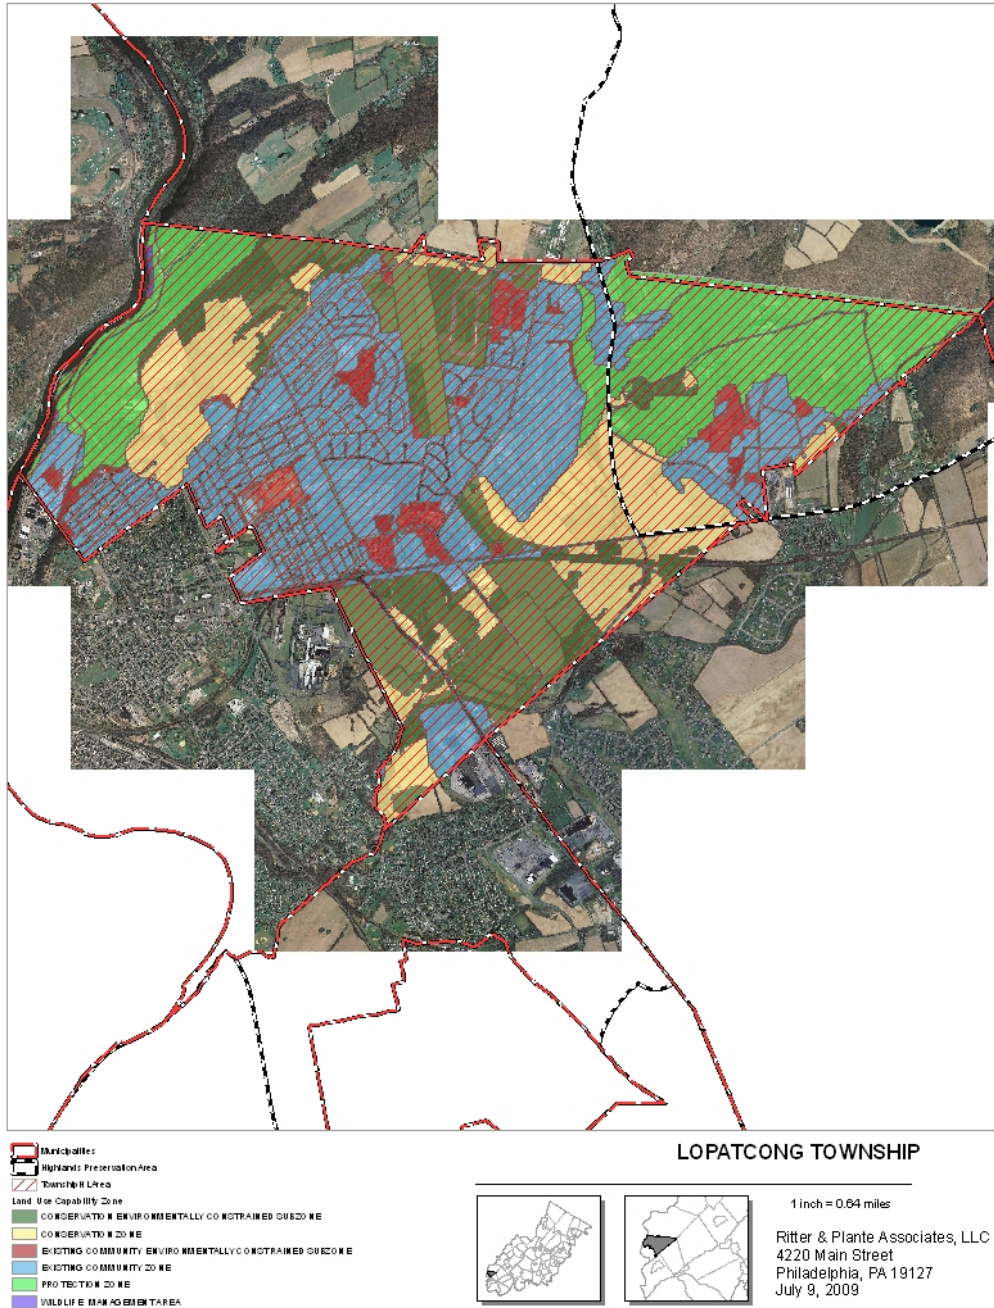 Municipalities
Highlands Preservation Area
Township HL Area
Land Use Capability Zone
CONSERVATION ENVIRONMENTALLY CONSTRAINED SUBZONE
CONSERVATION ZONE
EXISTING COMMUNITY ENVIRONMENTALLY CONSTRAINED SUBZONE
EXISTING COMMUNITY ZONE
PROTECTION ZONE
WILDLIFE MANAGEMENT AREA
LOPATCONG TOWNSHIP
1 inch = 0.64 miles
Ritter & Plante Associates, LLC
4220 Main Street
Philadelphia, PA 19127
July 9, 2009